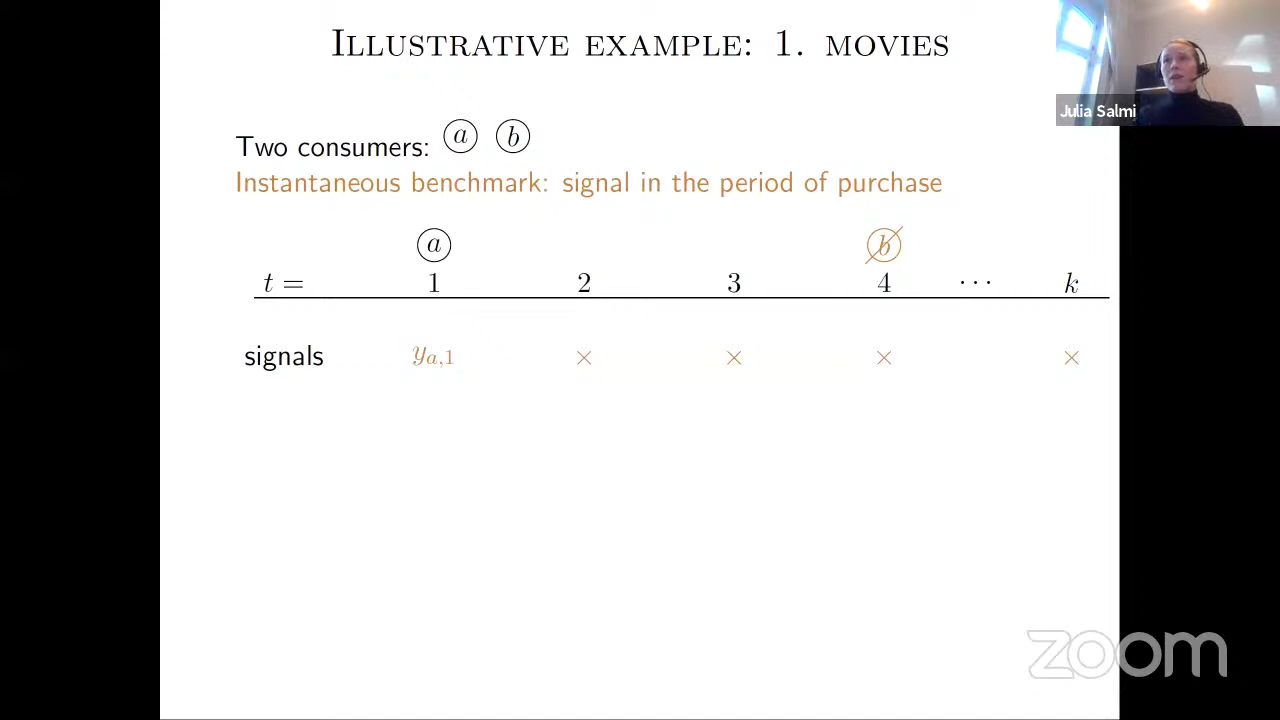 Illustrative example: 1. movies
Julia Salmi
Two consumers: a b
Instantaneous benchmark: signal in the period of purchase
a b
t = 1 2 3 4 ··· k
signals y_{a,1} × × × ×
zoom